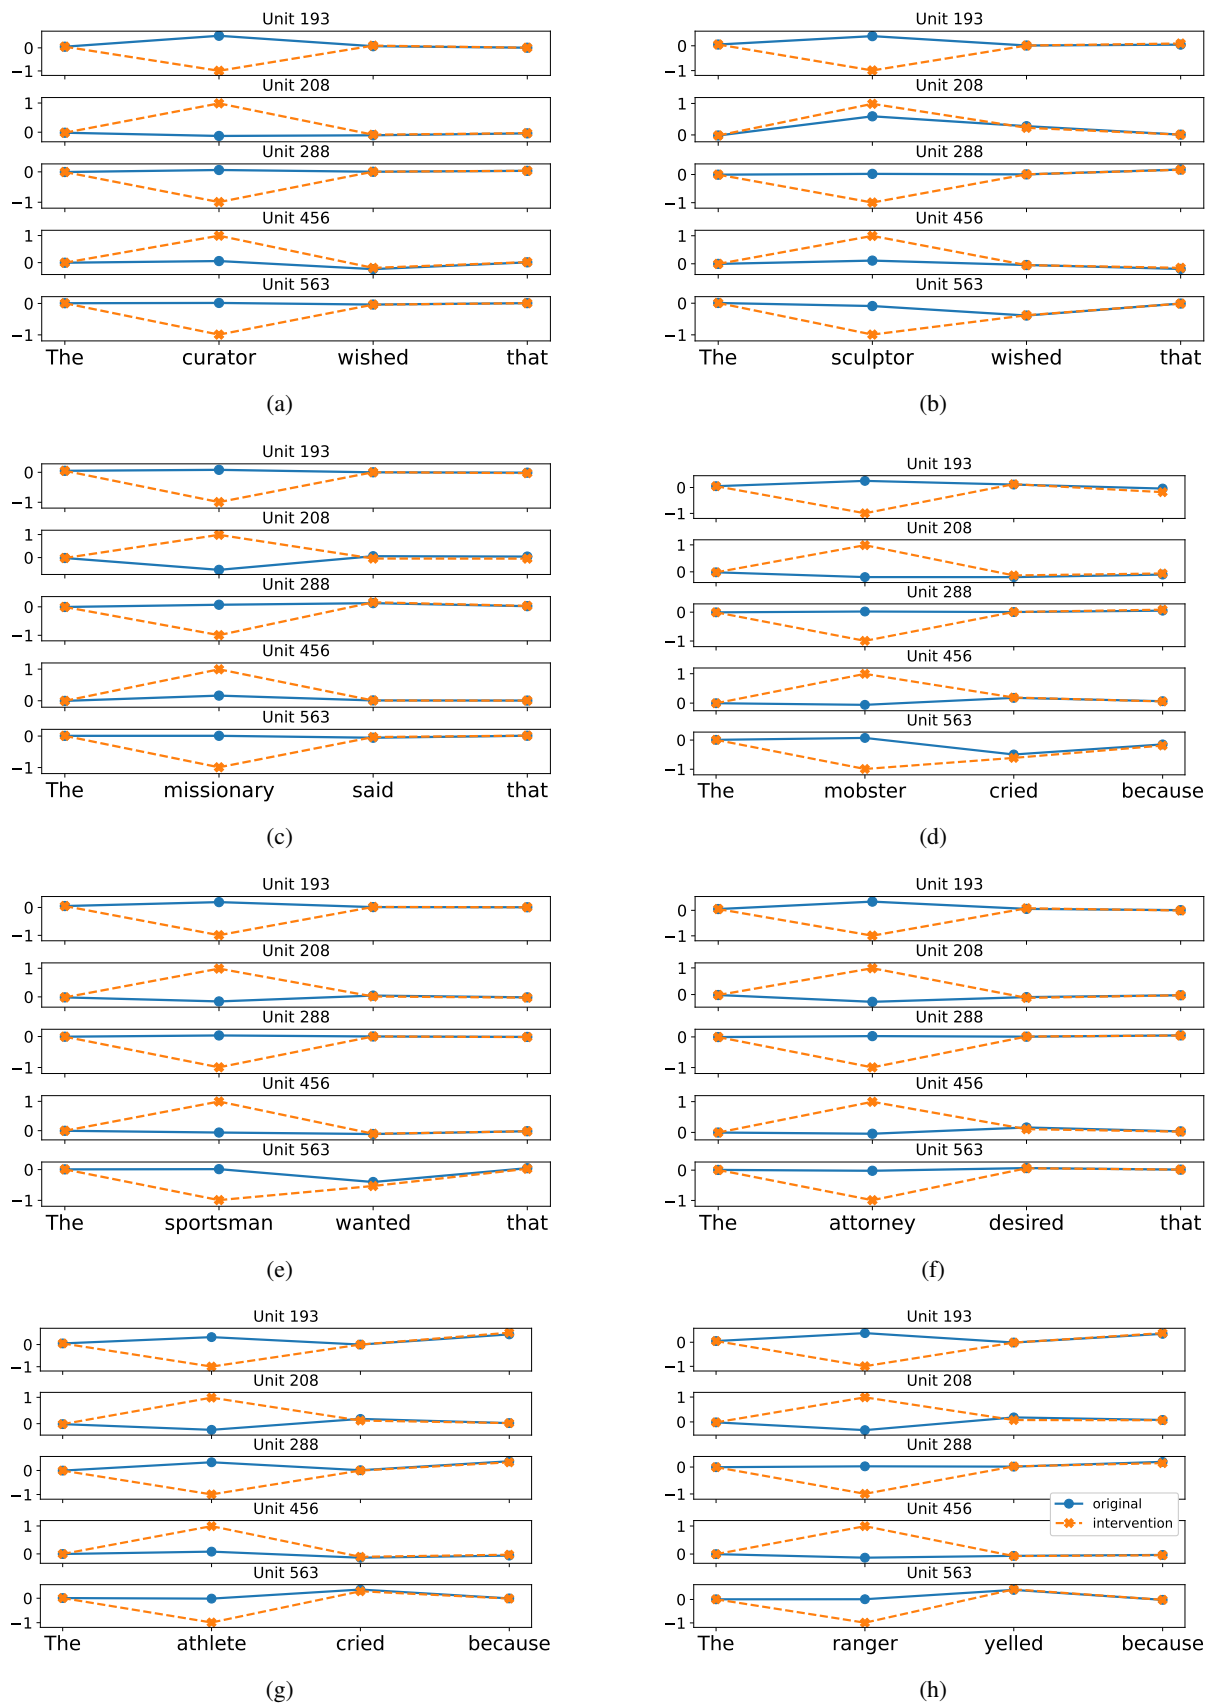 Unit 193
0
−1
Unit 208
1
0
Unit 288
0
−1
Unit 456
1
0
Unit 563
0
−1
The curator wished that
(a)
Unit 193
0
−1
Unit 208
1
0
Unit 288
0
−1
Unit 456
1
0
Unit 563
0
−1
The sculptor wished that
(b)
Unit 193
0
−1
Unit 208
1
0
Unit 288
0
−1
Unit 456
1
0
Unit 563
0
−1
The missionary said that
(c)
Unit 193
0
−1
Unit 208
1
0
Unit 288
0
−1
Unit 456
1
0
Unit 563
0
−1
The mobster cried because
(d)
Unit 193
0
−1
Unit 208
1
0
Unit 288
0
−1
Unit 456
1
0
Unit 563
0
−1
The sportsman wanted that
(e)
Unit 193
0
−1
Unit 208
1
0
Unit 288
0
−1
Unit 456
1
0
Unit 563
0
−1
The attorney desired that
(f)
Unit 193
0
−1
Unit 208
1
0
Unit 288
0
−1
Unit 456
1
0
Unit 563
0
−1
The athlete cried because
(g)
Unit 193
0
−1
Unit 208
1
0
Unit 288
0
−1
original
intervention
Unit 456
1
0
Unit 563
0
−1
The ranger yelled because
(h)